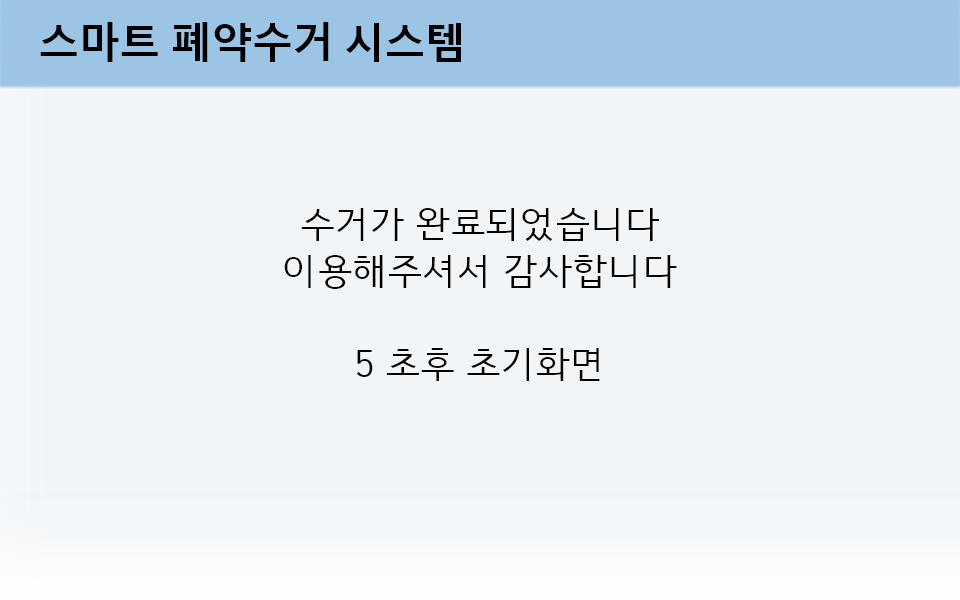 스마트 폐약수거 시스템
수거가 완료되었습니다
이용해주셔서 감사합니다
5 초후 초기화면